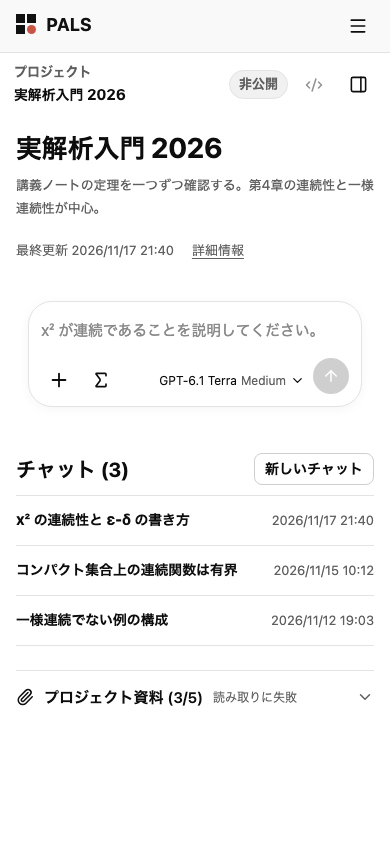 PALS
プロジェクト
実解析入門 2026
非公開
</>
実解析入門 2026
講義ノートの定理を一つずつ確認する。第4章の連続性と一様
連続性が中心。
最終更新 2026/11/17 21:40 詳細情報
x² が連続であることを説明してください。
Σ GPT-6.1 Terra Medium
チャット (3) 新しいチャット
x² の連続性と ε-δ の書き方 2026/11/17 21:40
コンパクト集合上の連続関数は有界 2026/11/15 10:12
一様連続でない例の構成 2026/11/12 19:03
プロジェクト資料 (3/5) 読み取りに失敗